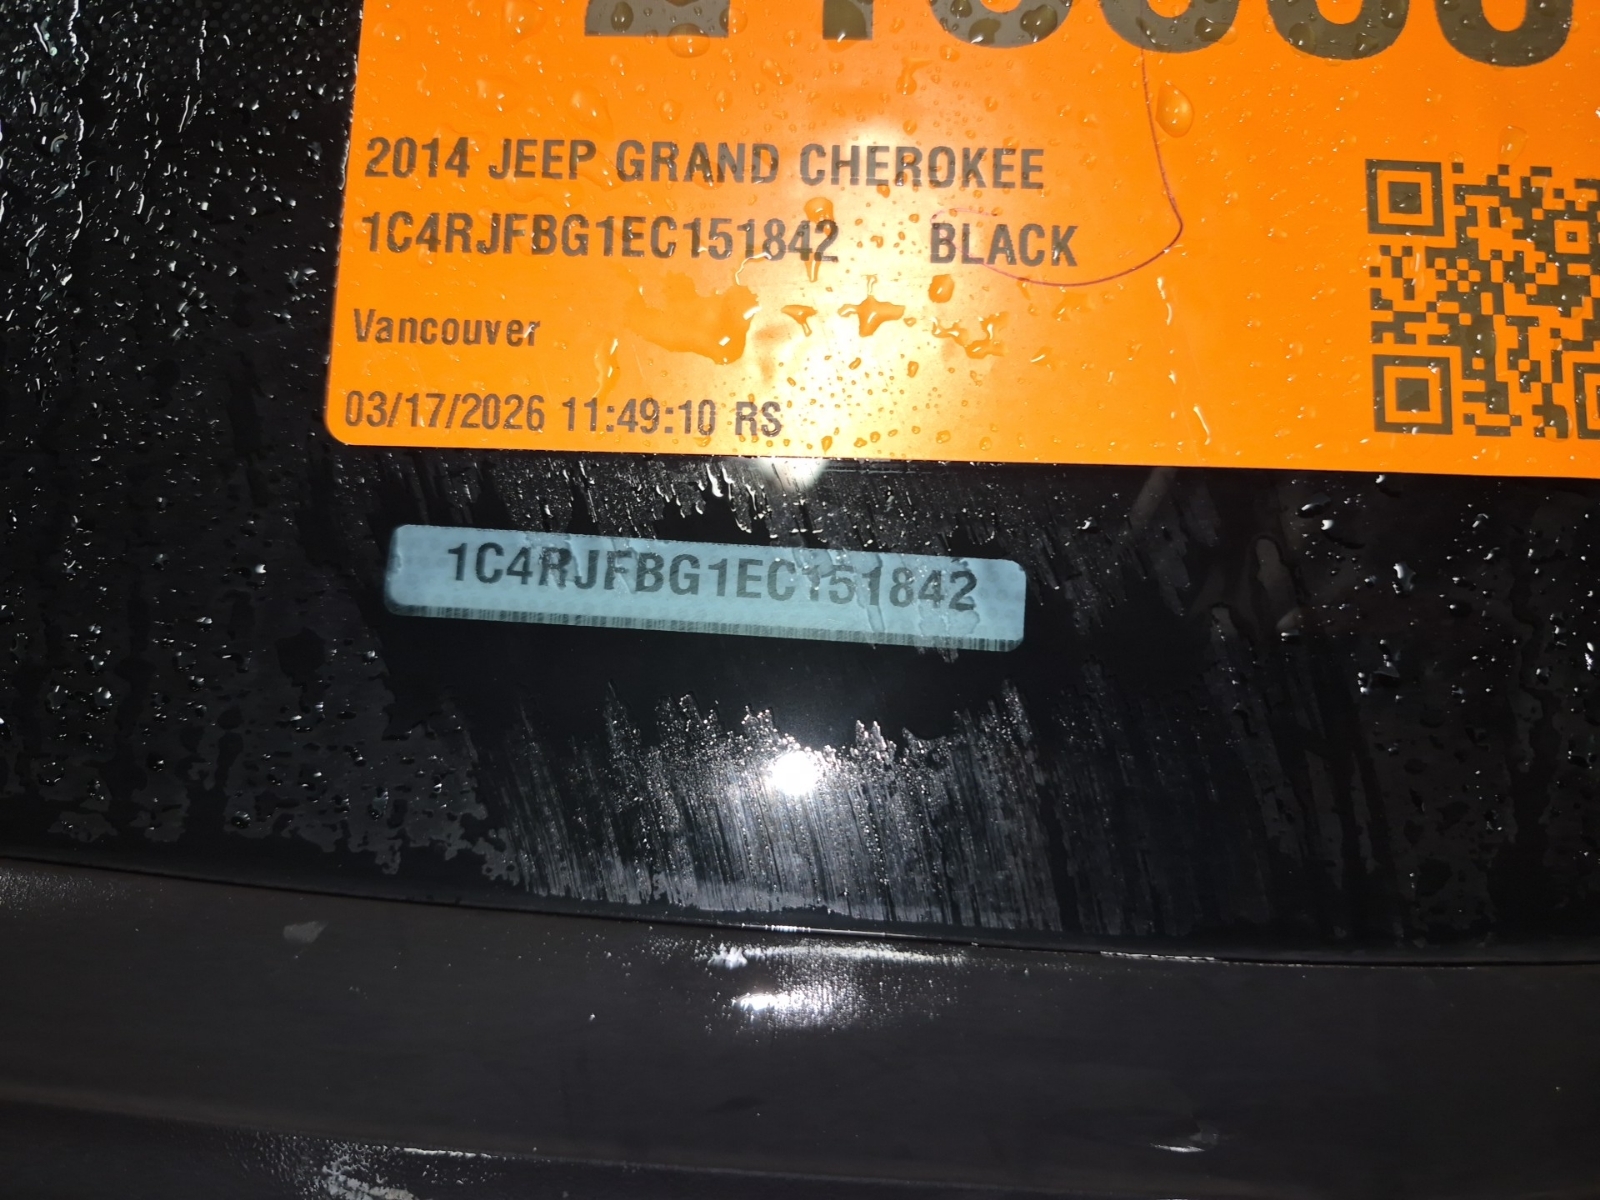 2014 JEEP GRAND CHEROKEE
1C4RJFBG1EC151842 BLACK
Vancouver
03/17/2026 11:49:10 RS
1C4RJFBG1EC151842